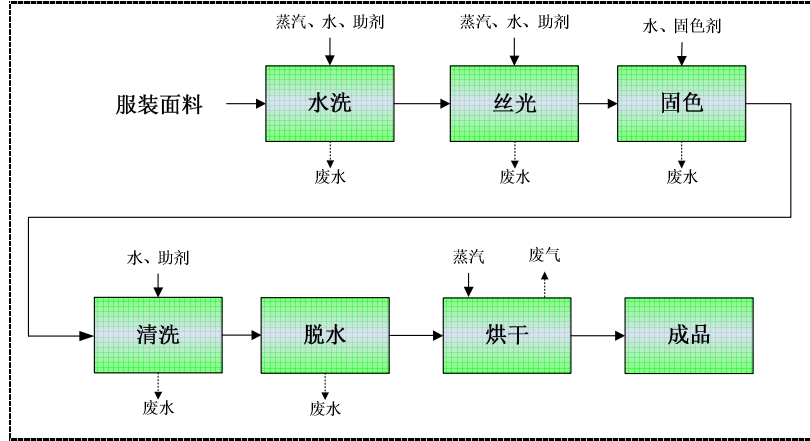 蒸汽、水、助剂
蒸汽、水、助剂
水、固色剂
服装面料
水洗
丝光
固色
废水
废水
废水
水、助剂
蒸汽
废气
清洗
脱水
烘干
成品
废水
废水